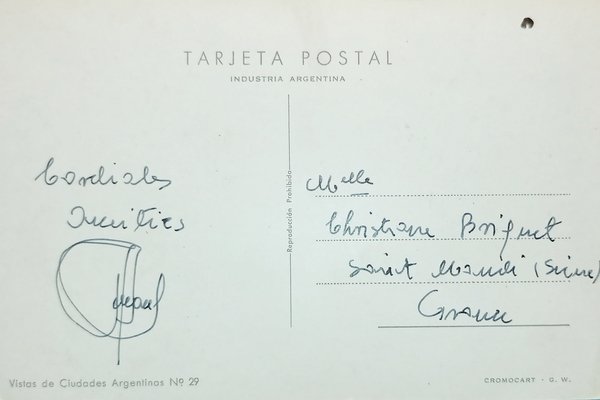 TARJETA POSTAL
INDUSTRIA ARGENTINA
Cordiales
Amitiés
Reproducción Prohibida
Mlle
Christiane Briquet
Saint Mandé (Seine)
France
Vistas de Ciudades Argentinas Nº 29
CROMOCART - G. W.